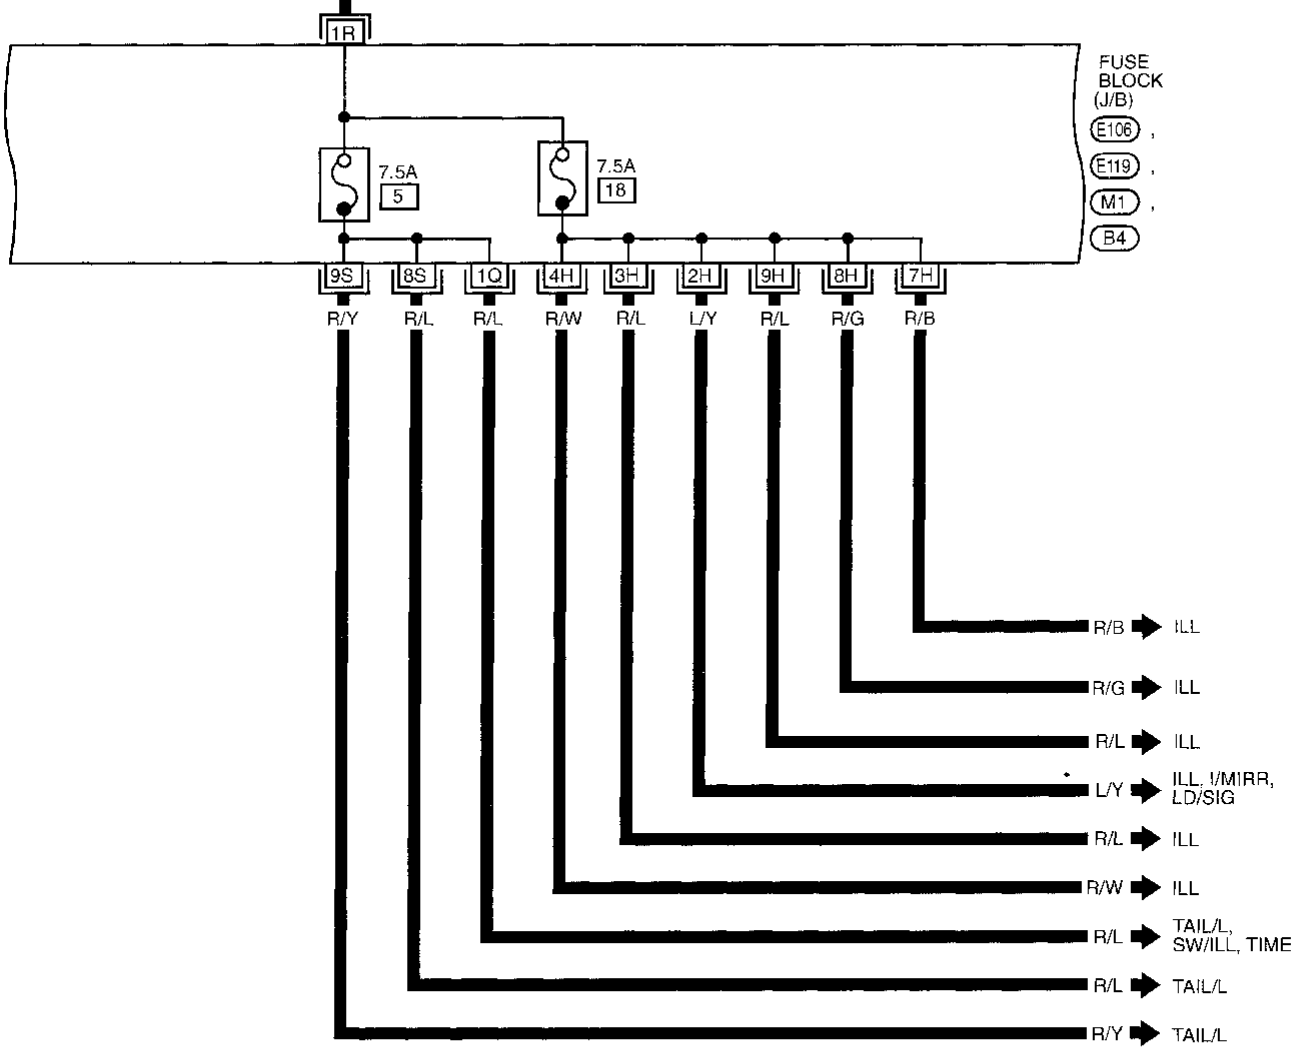 1R
FUSE
BLOCK
(J/B)
E106 ,
E119 ,
M1 ,
B4
7.5A
5
7.5A
18
9S 8S 1Q 4H 3H 2H 9H 8H 7H
R/Y R/L R/L R/W R/L L/Y R/L R/G R/B
R/B ILL
R/G ILL
R/L ILL
L/Y ILL, I/MIRR,
LD/SIG
R/L ILL
R/W ILL
R/L TAIL/L,
SW/ILL, TIME
R/L TAIL/L
R/Y TAIL/L